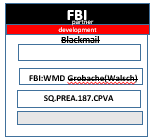 FBI
partner
development
Blackmail
FBI:WMD Grobache(Walsch)
SQ.PREA.187.CPVA